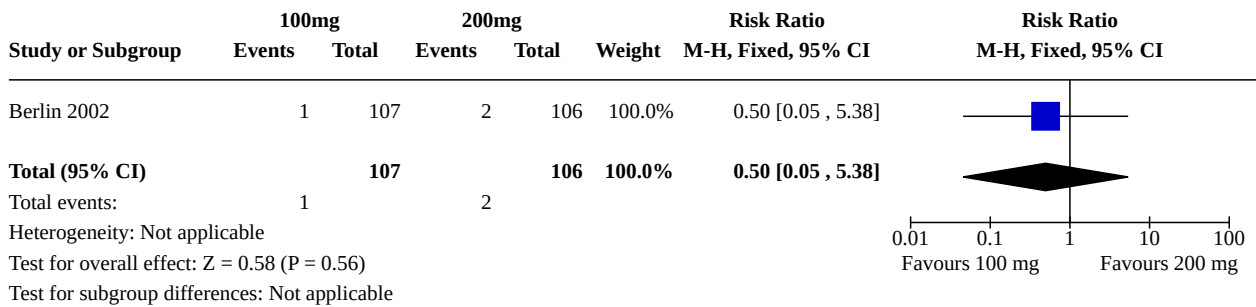 100mg 200mg Risk Ratio Risk Ratio
Study or Subgroup Events Total Events Total Weight M-H, Fixed, 95% CI M-H, Fixed, 95% CI
Berlin 2002 1 107 2 106 100.0% 0.50 [0.05 , 5.38]
Total (95% CI) 107 106 100.0% 0.50 [0.05 , 5.38]
Total events: 1 2
Heterogeneity: Not applicable 0.01 0.1 1 10 100
Test for overall effect: Z = 0.58 (P = 0.56) Favours 100 mg Favours 200 mg
Test for subgroup differences: Not applicable